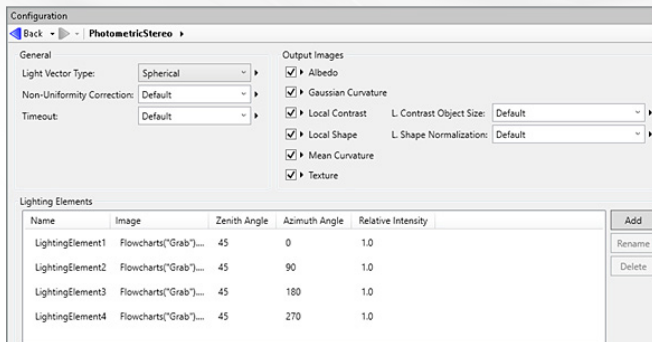 Configuration
Back PhotometricStereo
General
Light Vector Type: Spherical
Non-Uniformity Correction: Default
Timeout: Default
Output Images
Albedo
Gaussian Curvature
Local Contrast L. Contrast Object Size: Default
Local Shape L. Shape Normalization: Default
Mean Curvature
Texture
Lighting Elements
Name Image Zenith Angle Azimuth Angle Relative Intensity
LightingElement1 Flowcharts("Grab").... 45 0 1.0
LightingElement2 Flowcharts("Grab").... 45 90 1.0
LightingElement3 Flowcharts("Grab").... 45 180 1.0
LightingElement4 Flowcharts("Grab").... 45 270 1.0
Add
Rename
Delete